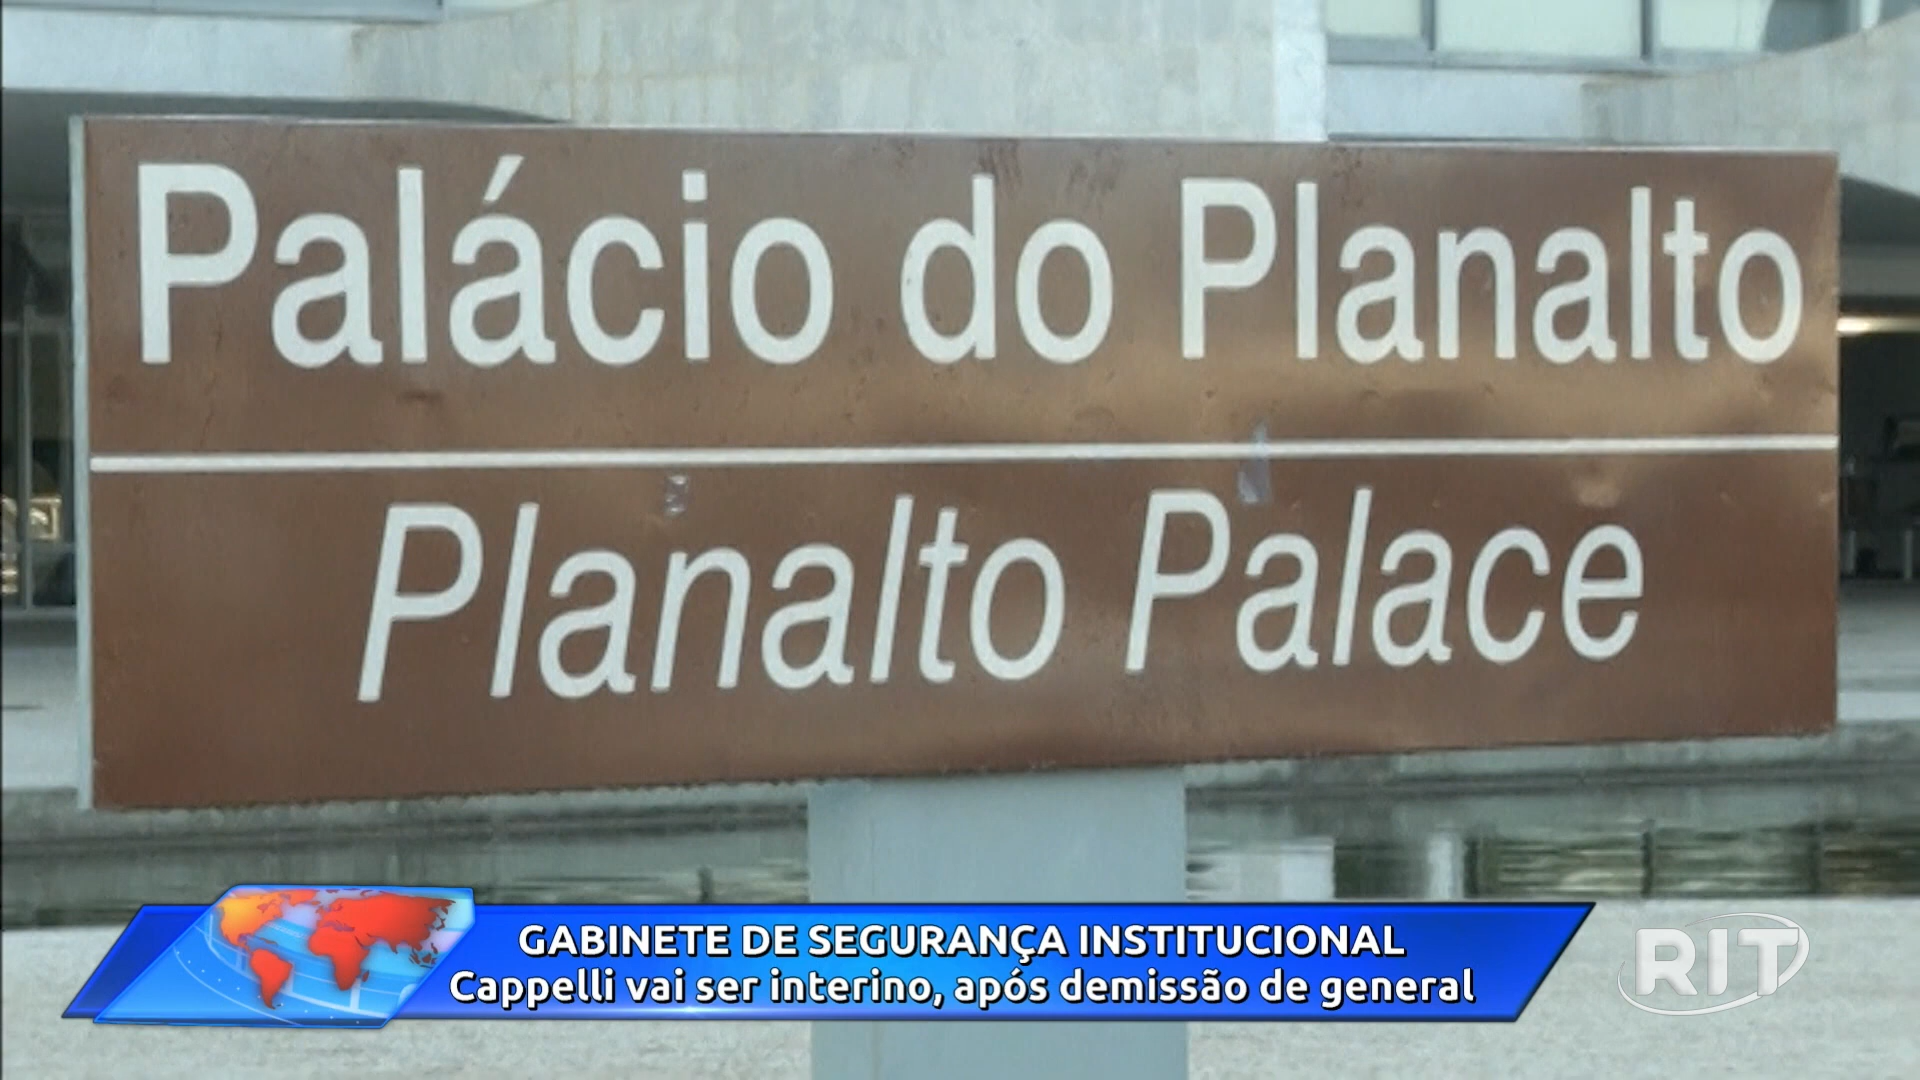 Palácio do Planalto
Planalto Palace
GABINETE DE SEGURANÇA INSTITUCIONAL
Cappelli vai ser interino, após demissão de general
RIT